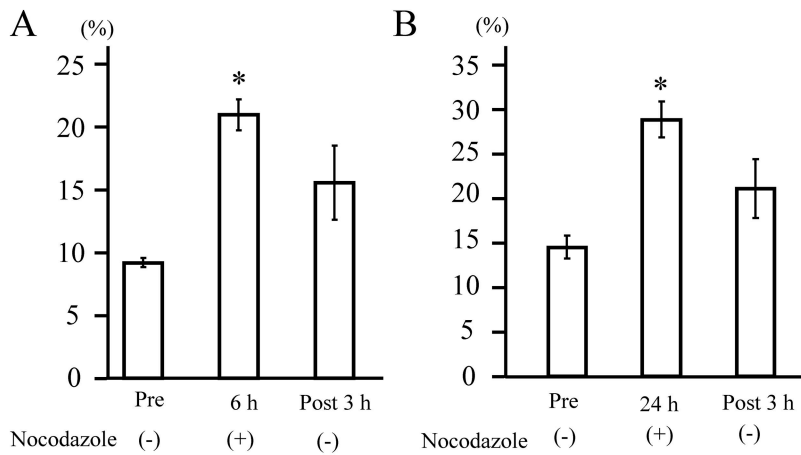 A
(%)
25
20
15
10
5
0
*
Pre
6 h
Post 3 h
Nocodazole
(-)
(+)
(-)
B
(%)
35
30
25
20
15
10
5
0
*
Pre
24 h
Post 3 h
Nocodazole
(-)
(+)
(-)